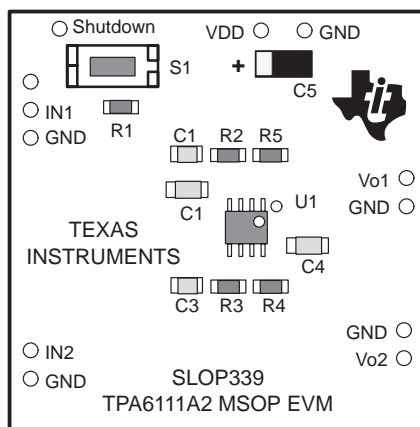 Shutdown
VDD
GND
S1
+
C5
IN1
R1
GND
C1
R2
R5
Vo1
C1
U1
GND
TEXAS
INSTRUMENTS
C4
C3
R3
R4
GND
IN2
Vo2
GND
SLOP339
TPA6111A2 MSOP EVM